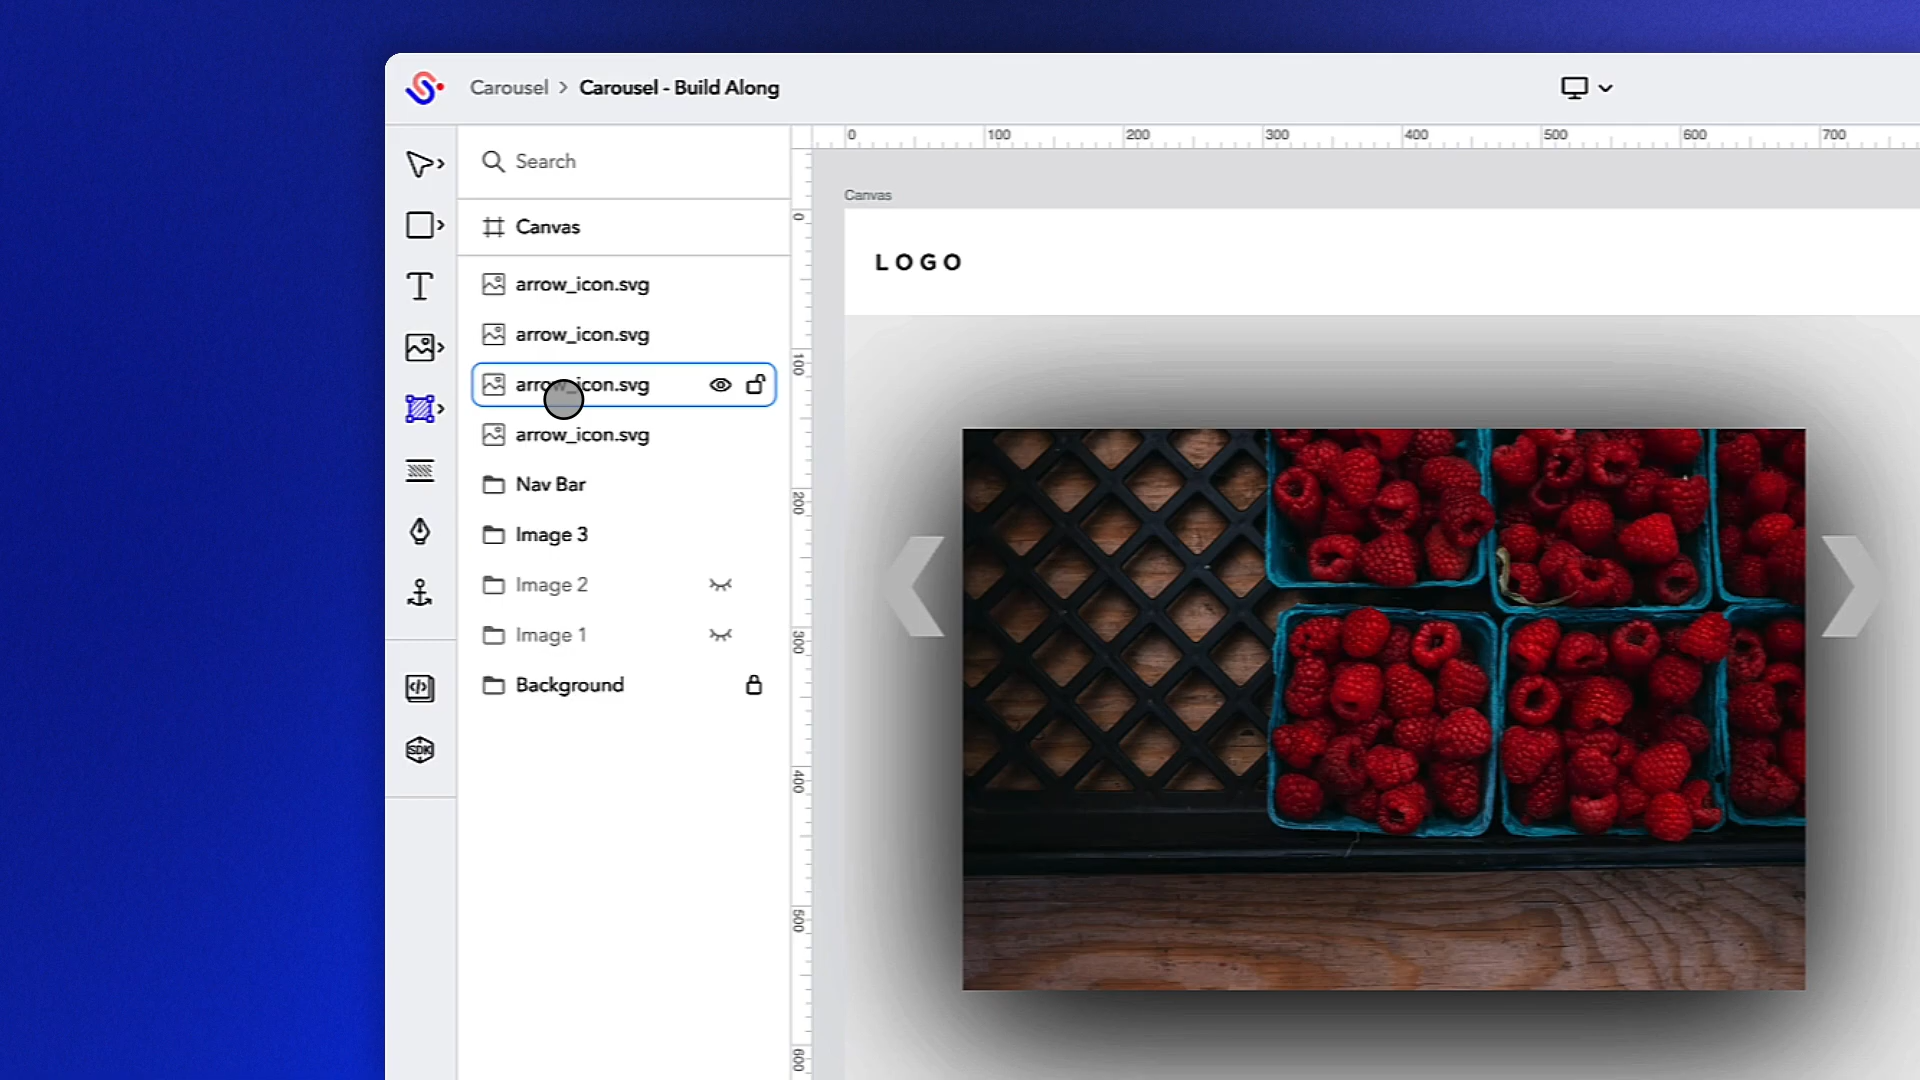 Carousel > Carousel - Build Along
0 100 200 300 400 500 600 700
Search
Canvas
Canvas
LOGO
arrow_icon.svg
arrow_icon.svg
arrow_icon.svg
arrow_icon.svg
Nav Bar
Image 3
Image 2
Image 1
Background
SDK
0
100
200
300
400
500
600